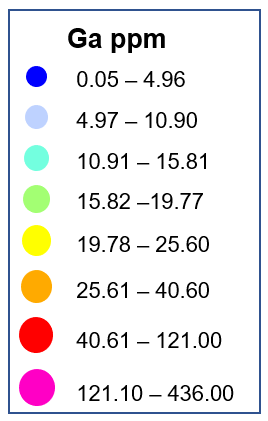 Ga ppm
0.05 – 4.96
4.97 – 10.90
10.91 – 15.81
15.82 –19.77
19.78 – 25.60
25.61 – 40.60
40.61 – 121.00
121.10 – 436.00